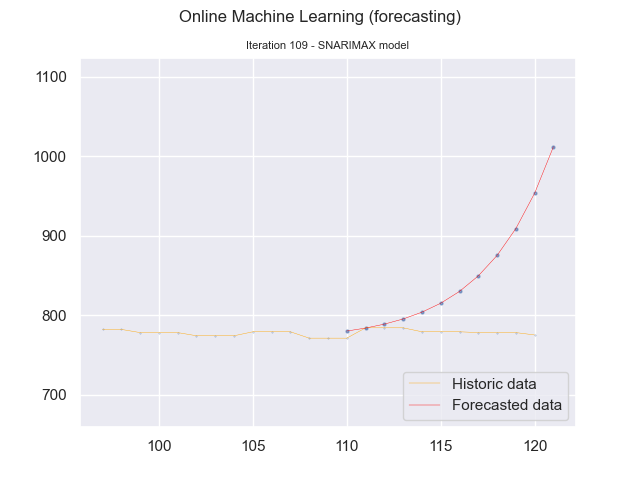 Online Machine Learning (forecasting)
Iteration 109 - SNARIMAX model
1100
1000
900
800
700
100
105
110
115
120
Historic data
Forecasted data